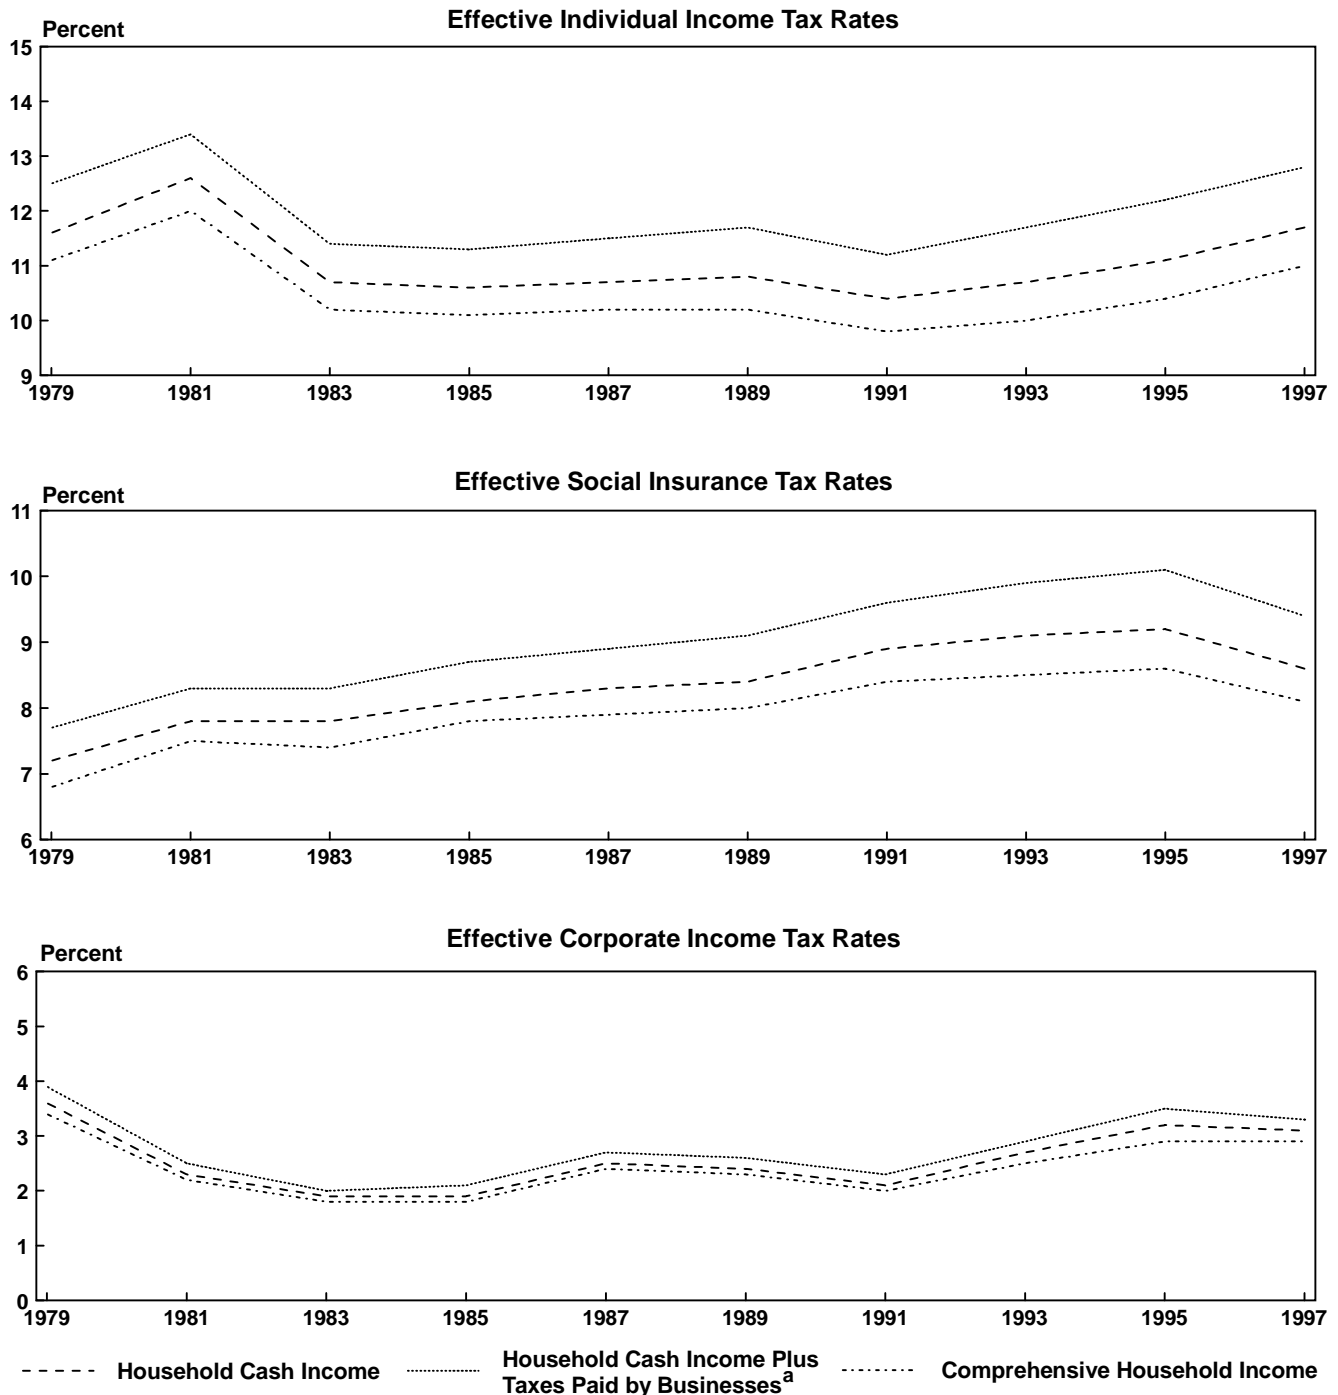 Effective Individual Income Tax Rates
Percent
15
14
13
12
11
10
9
1979 1981 1983 1985 1987 1989 1991 1993 1995 1997
Effective Social Insurance Tax Rates
Percent
11
10
9
8
7
6
1979 1981 1983 1985 1987 1989 1991 1993 1995 1997
Effective Corporate Income Tax Rates
Percent
6
5
4
3
2
1
0
1979 1981 1983 1985 1987 1989 1991 1993 1995 1997
Household Cash Income
Household Cash Income Plus
Taxes Paid by Businesses a
Comprehensive Household Income